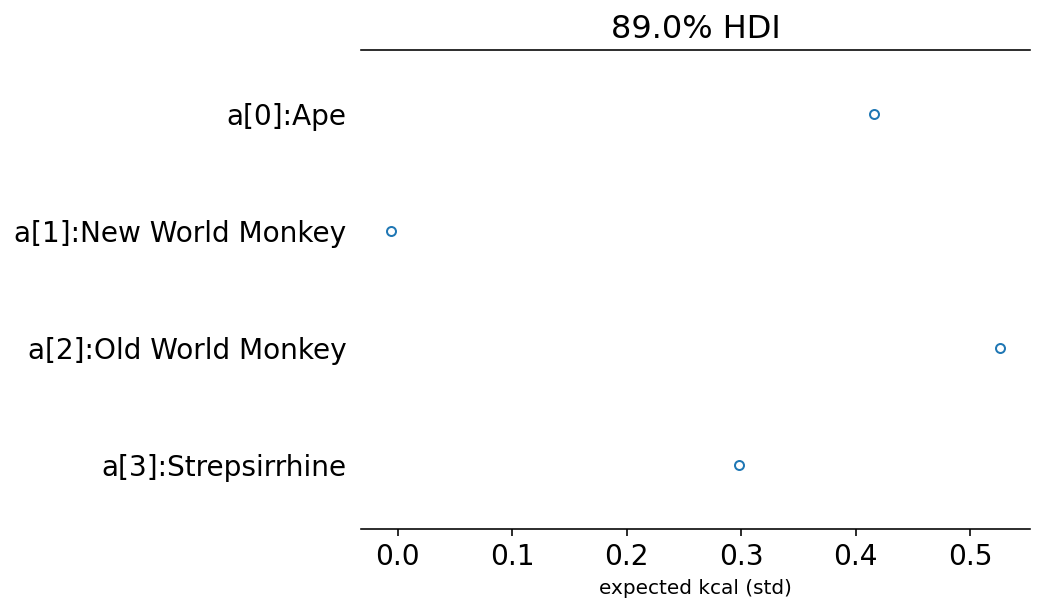 89.0% HDI
a[0]:Ape
a[1]:New World Monkey
a[2]:Old World Monkey
a[3]:Strepsirrhine
0.0 0.1 0.2 0.3 0.4 0.5
expected kcal (std)